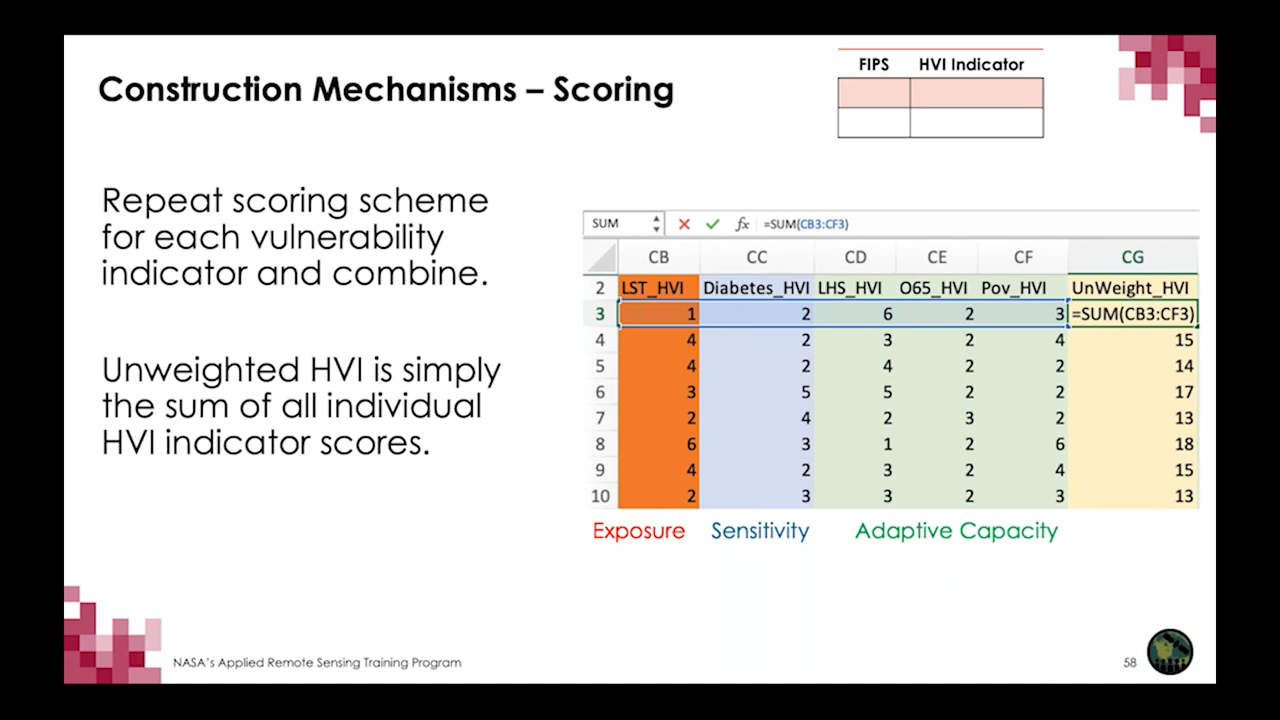 Construction Mechanisms – Scoring
FIPS HVI Indicator
Repeat scoring scheme
for each vulnerability
indicator and combine.
Unweighted HVI is simply
the sum of all individual
HVI indicator scores.
SUM fx =SUM(CB3:CF3)
CB CC CD CE CF CG
2 LST_HVI Diabetes_HVI LHS_HVI O65_HVI Pov_HVI UnWeight_HVI
3 1 2 6 2 3 =SUM(CB3:CF3)
4 4 2 3 2 4 15
5 4 2 4 2 2 14
6 3 5 5 2 2 17
7 2 4 2 3 2 13
8 6 3 1 2 6 18
9 4 2 3 2 4 15
10 2 3 3 2 3 13
Exposure Sensitivity Adaptive Capacity
NASA's Applied Remote Sensing Training Program
58